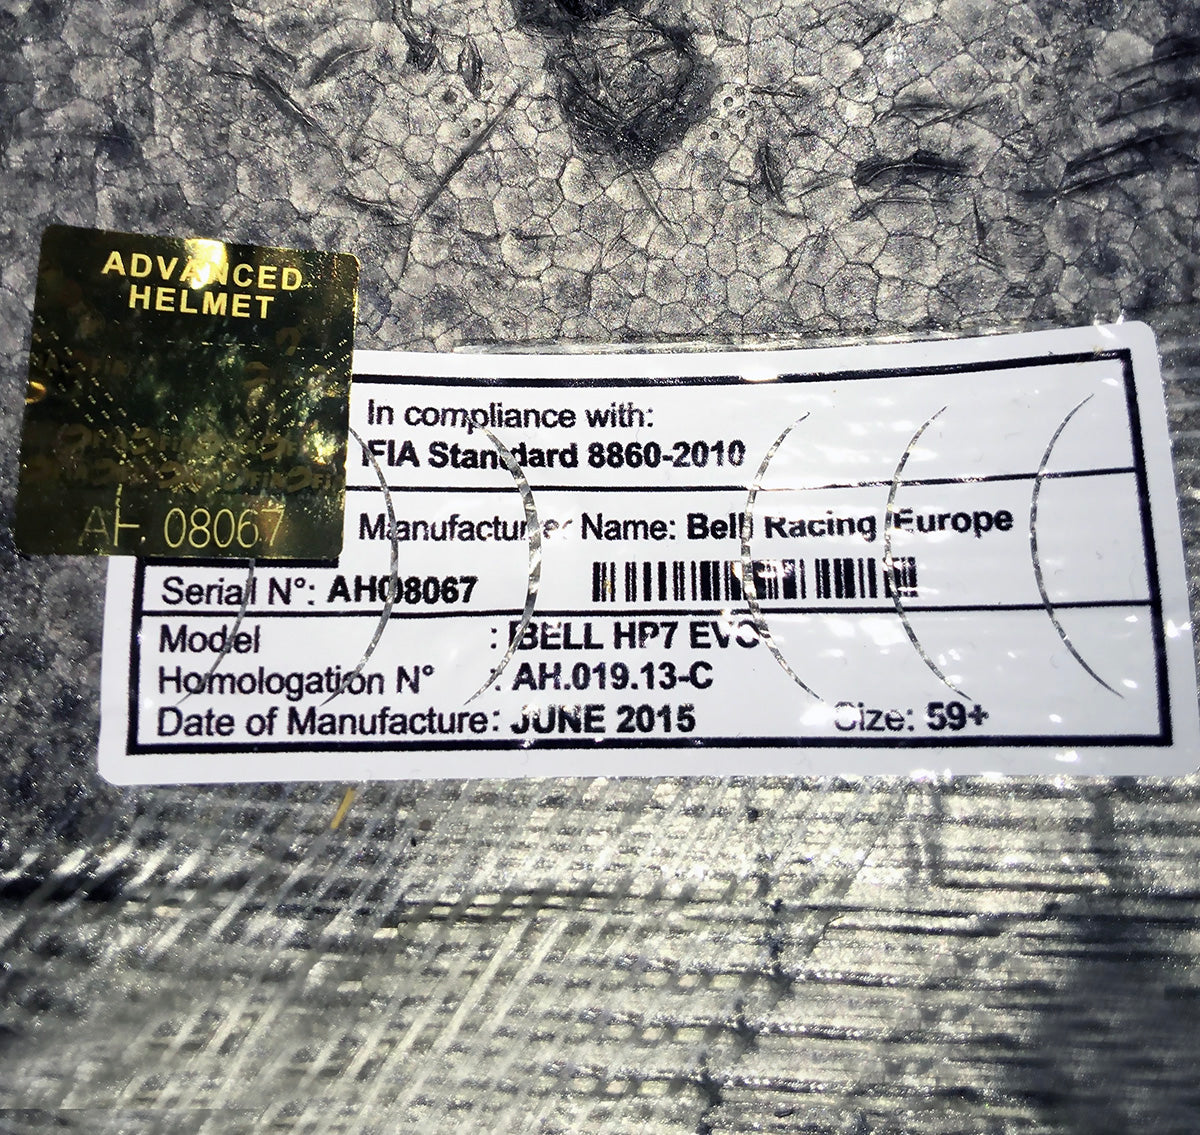 ADVANCED
HELMET
AH 08067
In compliance with:
FIA Standard 8860-2010
Manufacturer Name: Bell Racing Europe
Serial N°: AH08067
Model : BELL HP7 EVO
Homologation N° : AH.019.13-C
Date of Manufacture: JUNE 2015 Size: 59+